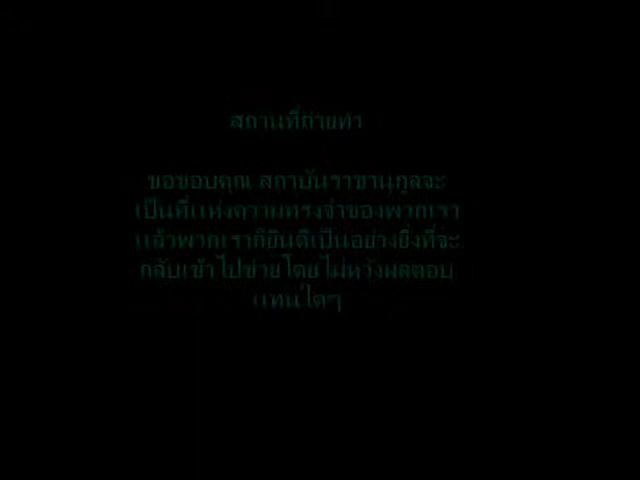 สถานที่ถ่ายทำ
ขอขอบคุณ สถาบันราชานุกูลจะ
เป็นที่แห่งความทรงจำของพวกเรา
แล้วพวกเราก็ยินดีเป็นอย่างยิ่งที่จะ
กลับเข้าไปช่วยโดยไม่หวังผลตอบ
แทนใดๆ